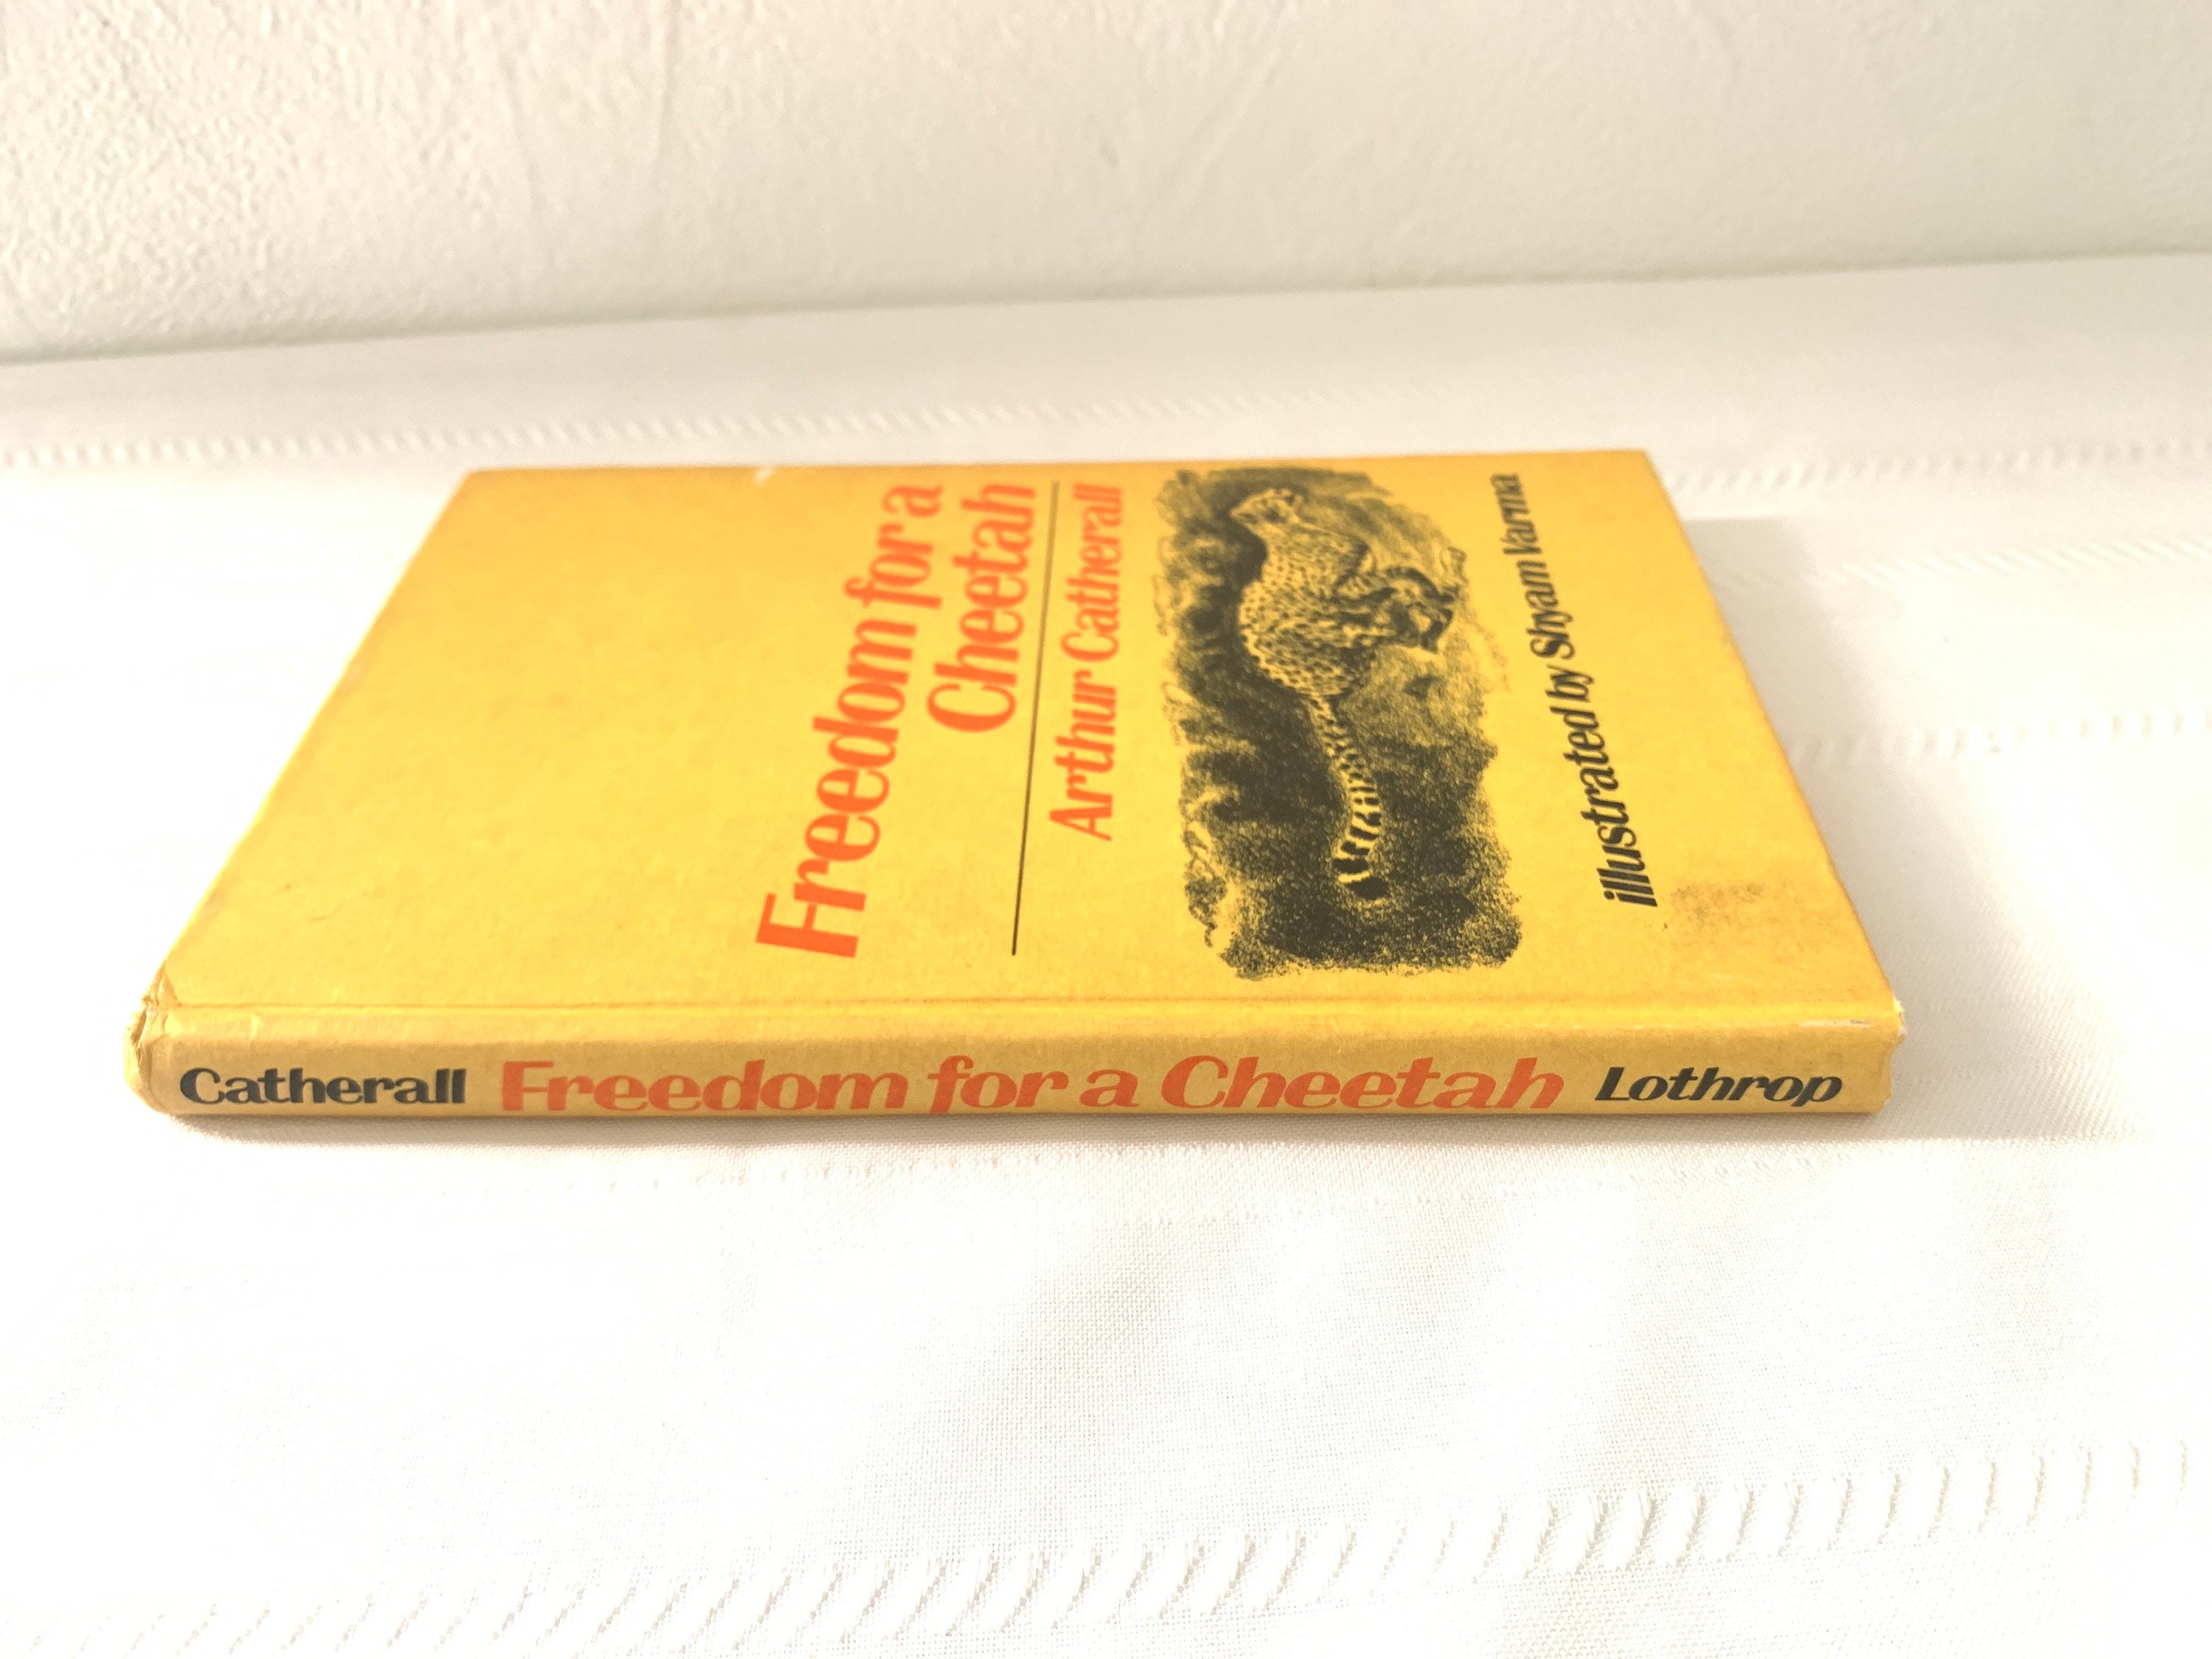 Freedom for a
Cheetah
Arthur Catherall
illustrated by Shyam Varma
Catherall Freedom for a Cheetah Lothrop